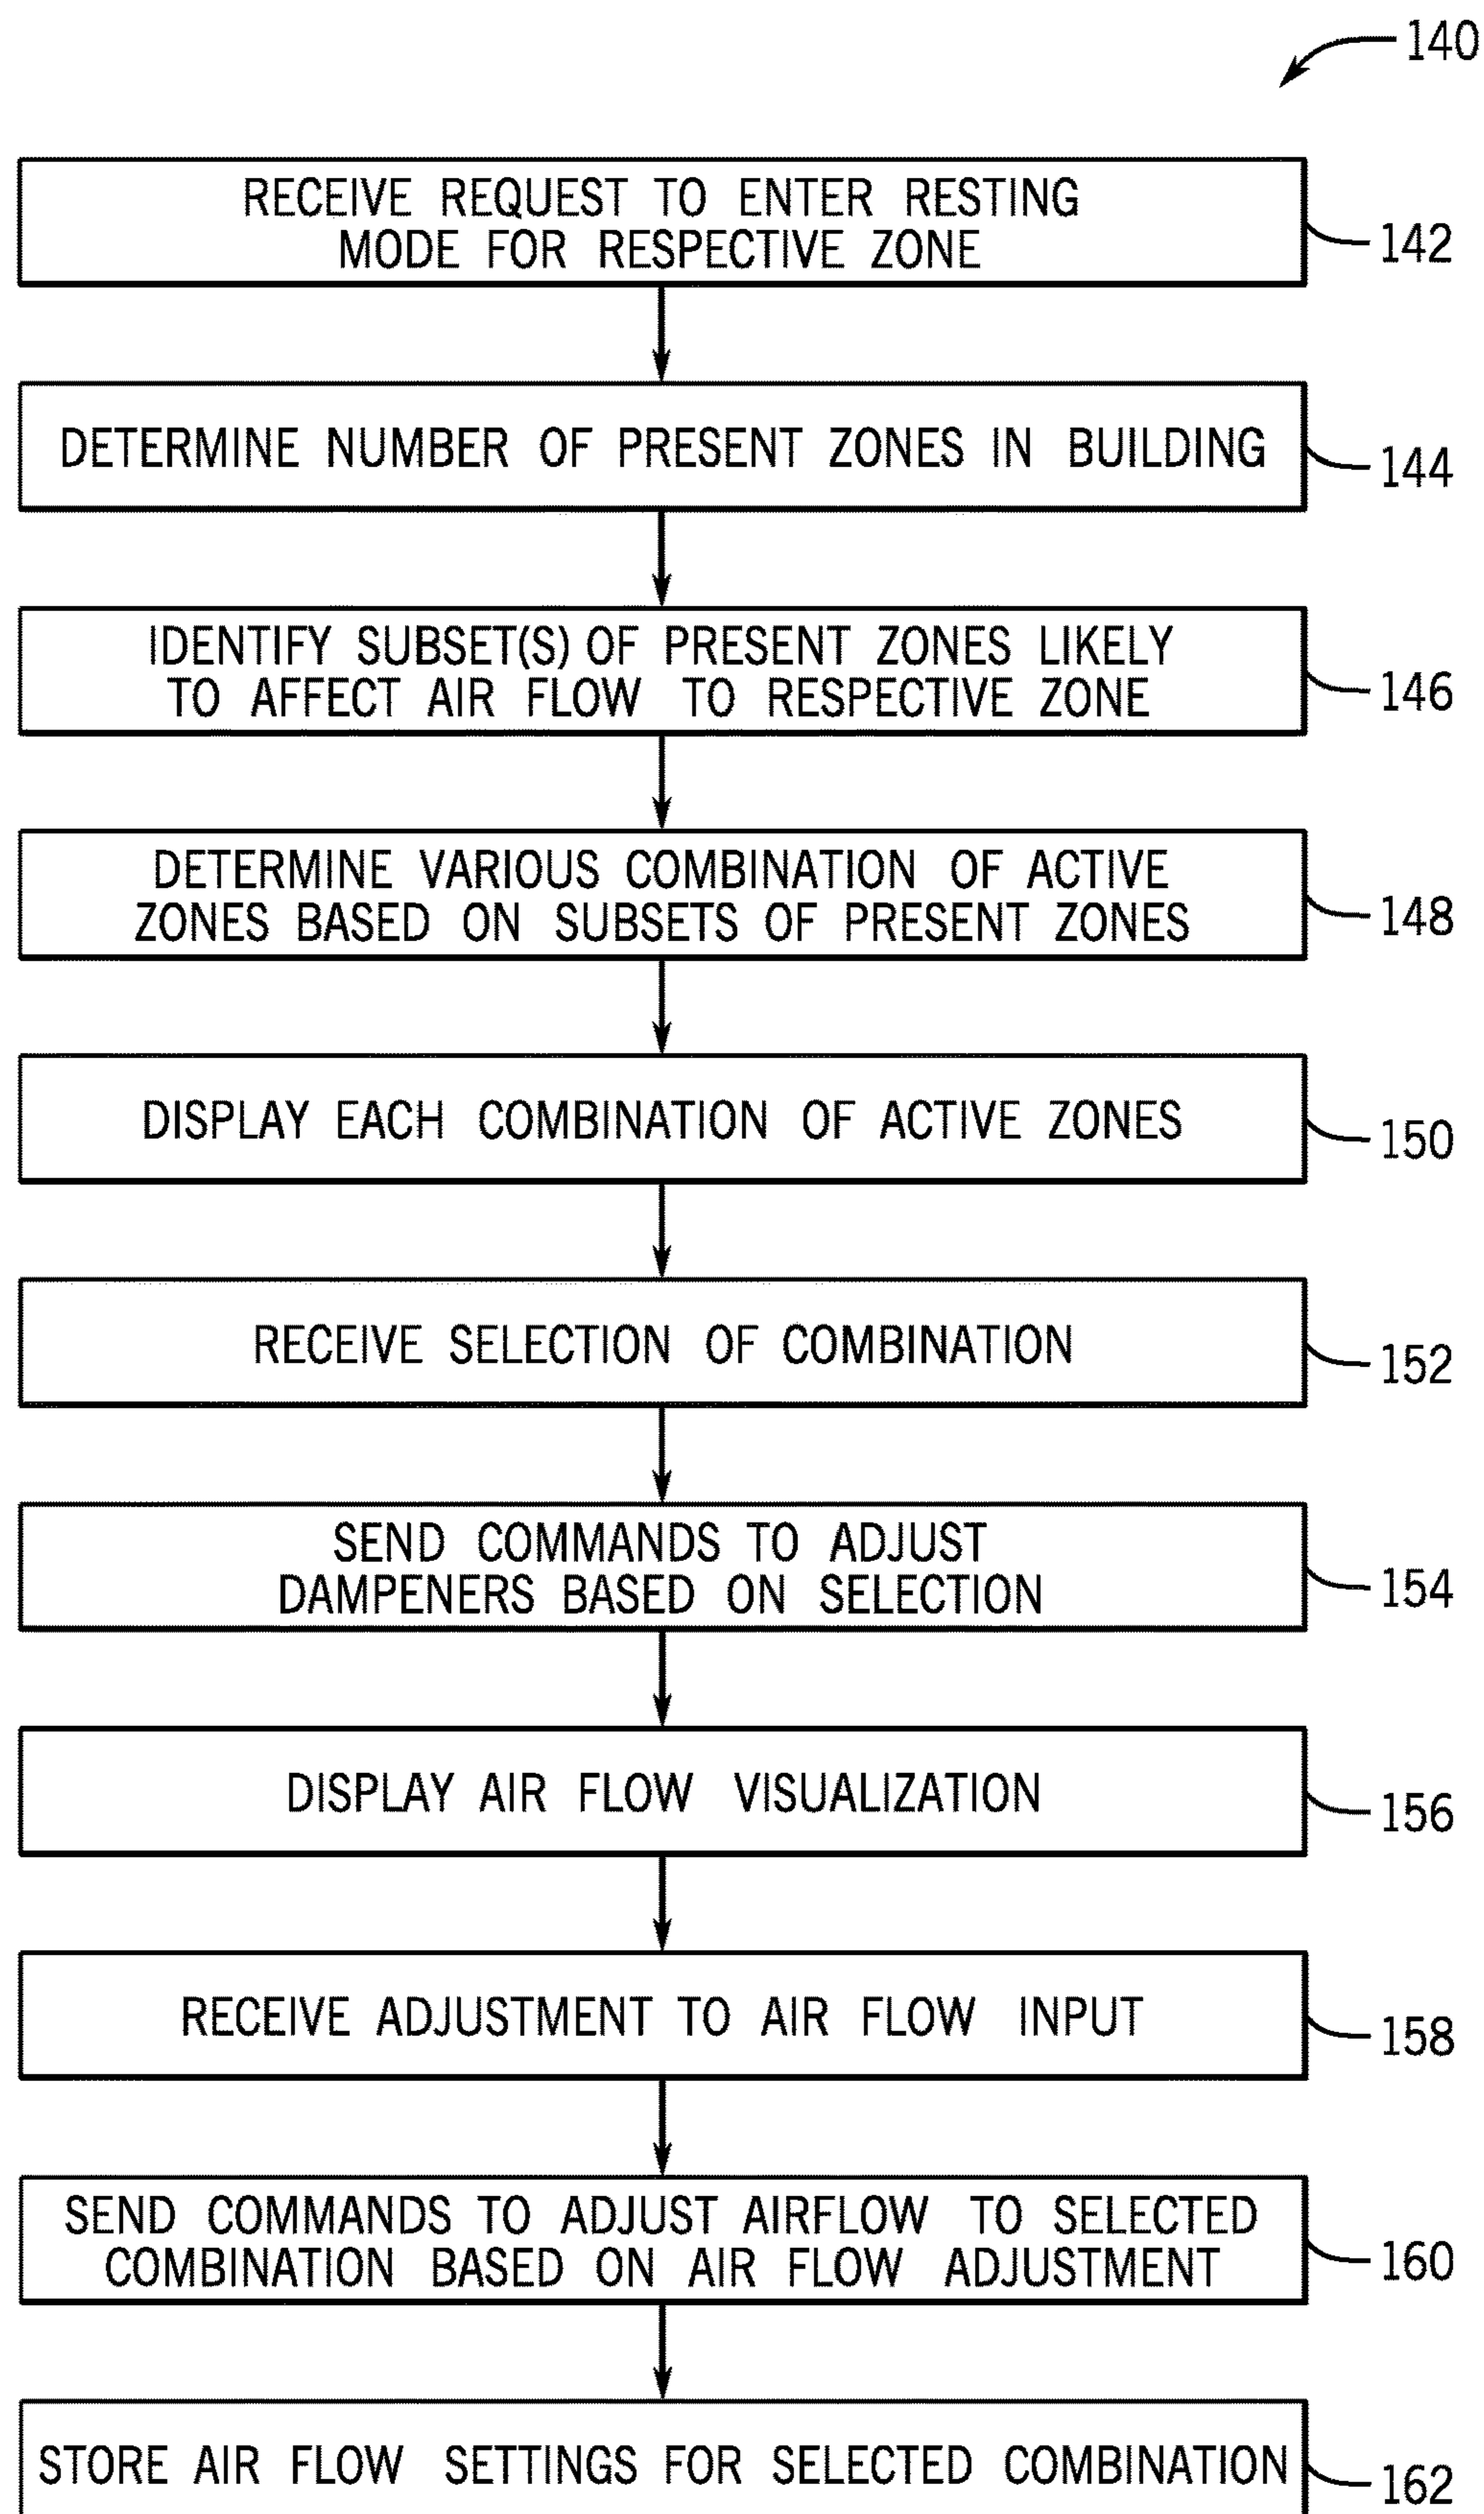 140
RECEIVE REQUEST TO ENTER RESTING
MODE FOR RESPECTIVE ZONE
142
DETERMINE NUMBER OF PRESENT ZONES IN BUILDING
144
IDENTIFY SUBSET(S) OF PRESENT ZONES LIKELY
TO AFFECT AIR FLOW TO RESPECTIVE ZONE
146
DETERMINE VARIOUS COMBINATION OF ACTIVE
ZONES BASED ON SUBSETS OF PRESENT ZONES
148
DISPLAY EACH COMBINATION OF ACTIVE ZONES
150
RECEIVE SELECTION OF COMBINATION
152
SEND COMMANDS TO ADJUST
DAMPENERS BASED ON SELECTION
154
DISPLAY AIR FLOW VISUALIZATION
156
RECEIVE ADJUSTMENT TO AIR FLOW INPUT
158
SEND COMMANDS TO ADJUST AIRFLOW TO SELECTED
COMBINATION BASED ON AIR FLOW ADJUSTMENT
160
STORE AIR FLOW SETTINGS FOR SELECTED COMBINATION
162